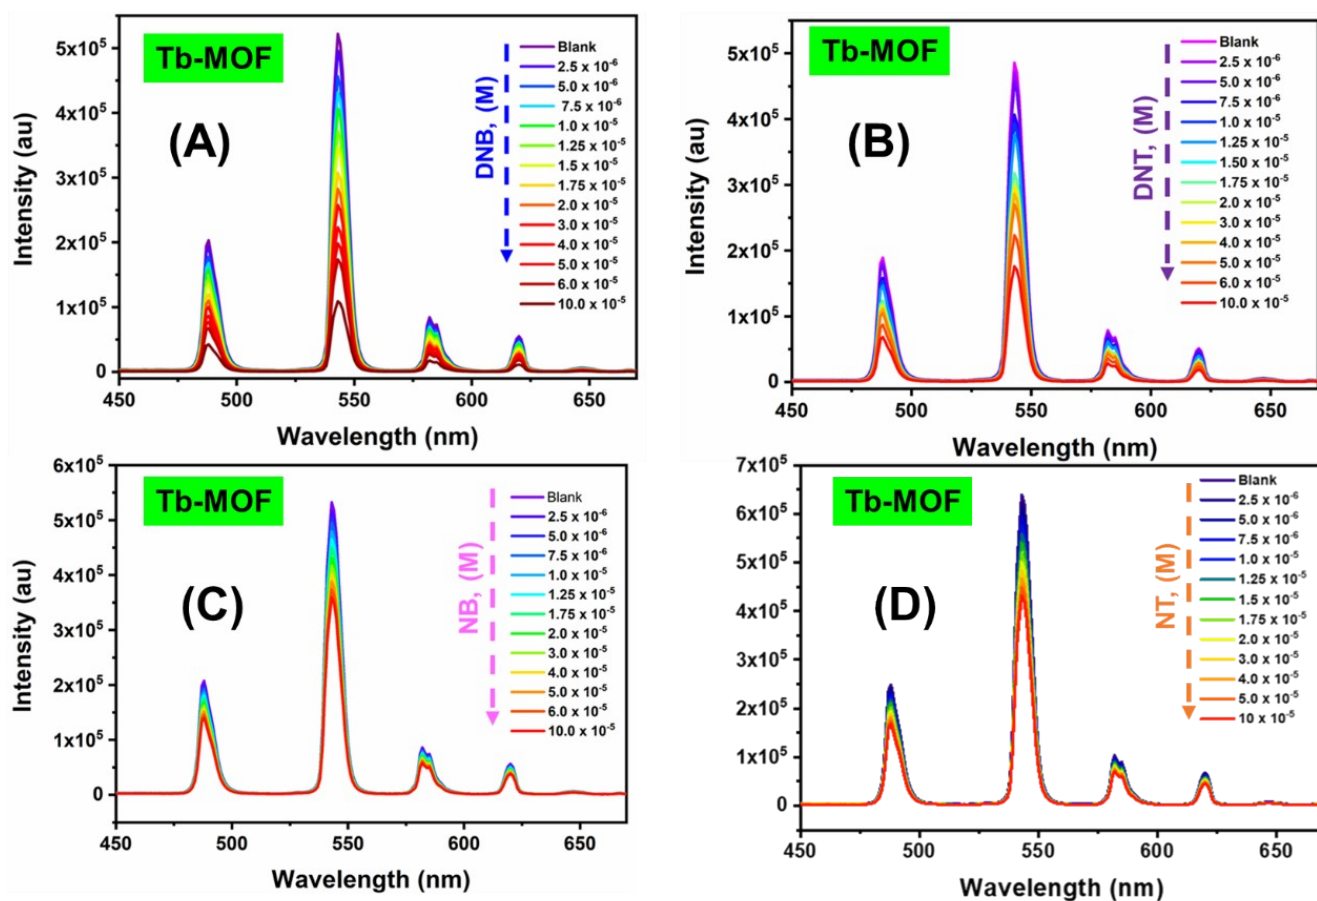 Tb-MOF
(A)
DNB, (M)
Blank
2.5 x 10⁻⁶
5.0 x 10⁻⁶
7.5 x 10⁻⁶
1.0 x 10⁻⁵
1.25 x 10⁻⁵
1.5 x 10⁻⁵
1.75 x 10⁻⁵
2.0 x 10⁻⁵
3.0 x 10⁻⁵
4.0 x 10⁻⁵
5.0 x 10⁻⁵
6.0 x 10⁻⁵
10.0 x 10⁻⁵
Intensity (au)
5x10⁵
4x10⁵
3x10⁵
2x10⁵
1x10⁵
0
450 500 550 600 650
Wavelength (nm)
Tb-MOF
(B)
DNT, (M)
Blank
2.5 x 10⁻⁶
5.0 x 10⁻⁶
7.5 x 10⁻⁶
1.0 x 10⁻⁵
1.25 x 10⁻⁵
1.50 x 10⁻⁵
1.75 x 10⁻⁵
2.0 x 10⁻⁵
3.0 x 10⁻⁵
4.0 x 10⁻⁵
5.0 x 10⁻⁵
6.0 x 10⁻⁵
10.0 x 10⁻⁵
Intensity (au)
5x10⁵
4x10⁵
3x10⁵
2x10⁵
1x10⁵
0
450 500 550 600 650
Wavelength (nm)
Tb-MOF
(C)
NB, (M)
Blank
2.5 x 10⁻⁶
5.0 x 10⁻⁶
7.5 x 10⁻⁶
1.0 x 10⁻⁵
1.25 x 10⁻⁵
1.75 x 10⁻⁵
2.0 x 10⁻⁵
3.0 x 10⁻⁵
4.0 x 10⁻⁵
5.0 x 10⁻⁵
6.0 x 10⁻⁵
10.0 x 10⁻⁵
Intensity (au)
6x10⁵
5x10⁵
4x10⁵
3x10⁵
2x10⁵
1x10⁵
0
450 500 550 600 650
Wavelength (nm)
Tb-MOF
(D)
NT, (M)
Blank
2.5 x 10⁻⁶
5.0 x 10⁻⁶
7.5 x 10⁻⁶
1.0 x 10⁻⁵
1.25 x 10⁻⁵
1.5 x 10⁻⁵
1.75 x 10⁻⁵
2.0 x 10⁻⁵
3.0 x 10⁻⁵
4.0 x 10⁻⁵
5.0 x 10⁻⁵
10 x 10⁻⁵
Intensity (au)
7x10⁵
6x10⁵
5x10⁵
4x10⁵
3x10⁵
2x10⁵
1x10⁵
0
450 500 550 600 650
Wavelength (nm)